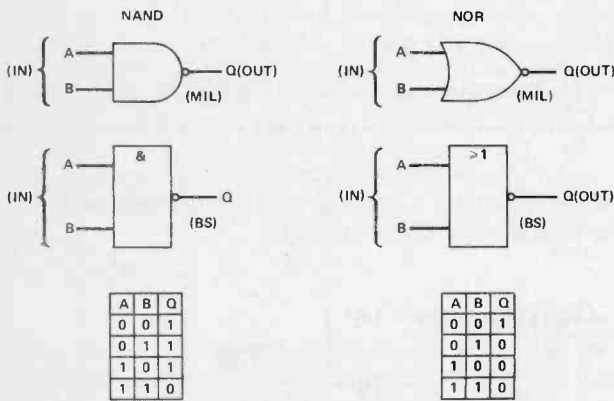 NAND
NOR
(IN) A B Q(OUT) (MIL)
(IN) A B Q(OUT) (MIL)
(IN) A B & Q (BS)
(IN) A B ⩾1 Q(OUT) (BS)
A B Q
0 0 1
0 1 1
1 0 1
1 1 0
A B Q
0 0 1
0 1 0
1 0 0
1 1 0